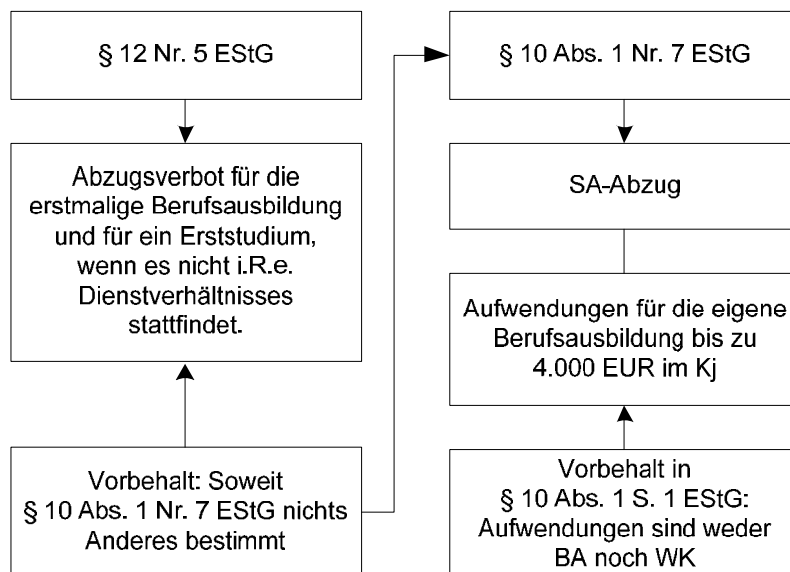 § 12 Nr. 5 EStG
Abzugsverbot für die
erstmalige Berufsausbildung
und für ein Erststudium,
wenn es nicht i.R.e.
Dienstverhältnisses
stattfindet.
Vorbehalt: Soweit
§ 10 Abs. 1 Nr. 7 EStG nichts
Anderes bestimmt
§ 10 Abs. 1 Nr. 7 EStG
SA-Abzug
Aufwendungen für die eigene
Berufsausbildung bis zu
4.000 EUR im Kj
Vorbehalt in
§ 10 Abs. 1 S. 1 EStG:
Aufwendungen sind weder
BA noch WK